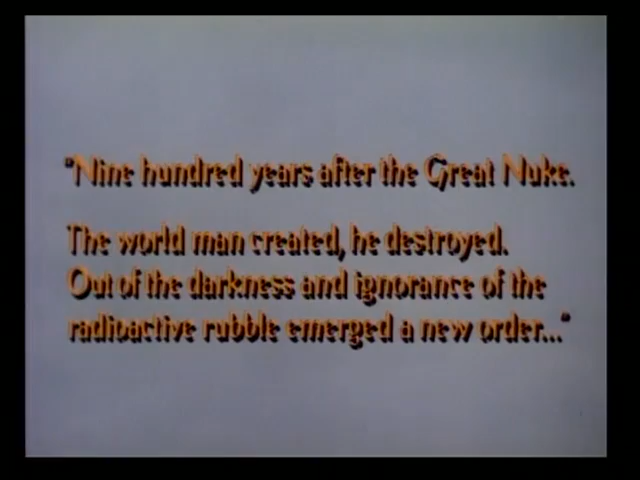 "Nine hundred years after the Great Nuke.
The world man created, he destroyed.
Out of the darkness and ignorance of the
radioactive rubble emerged a new order..."